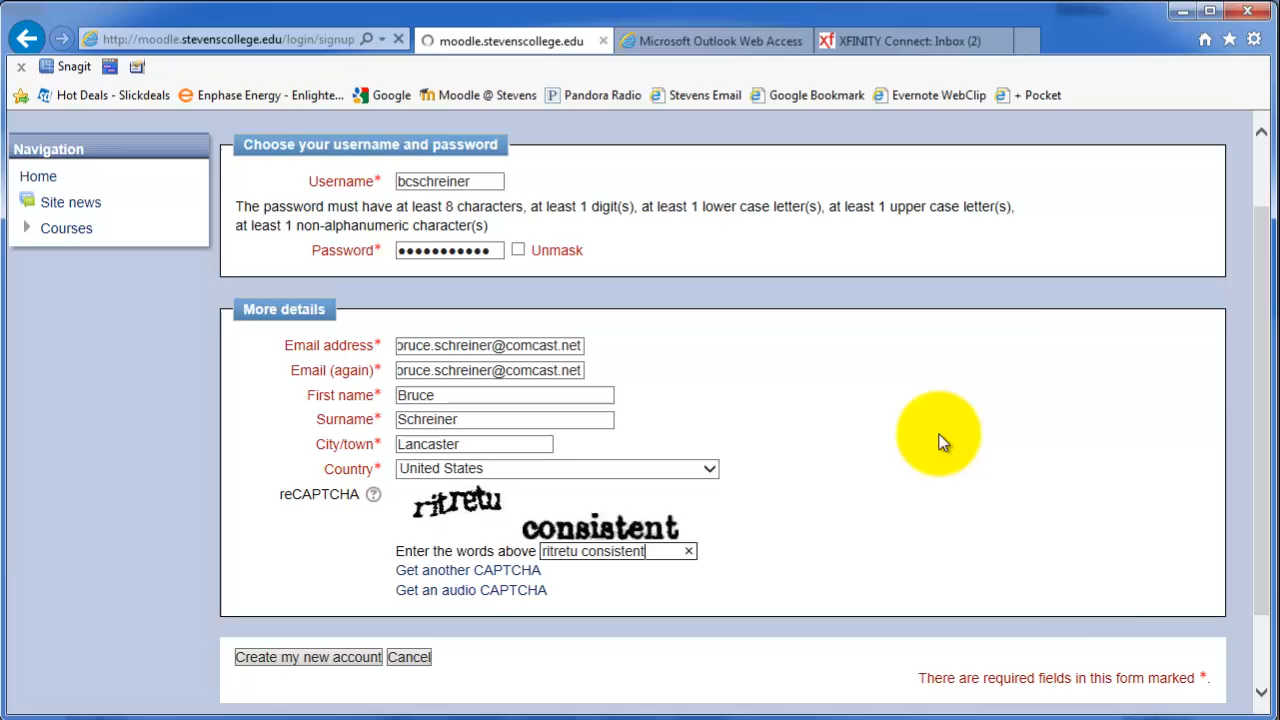 http://moodle.stevenscollege.edu/login/signup
moodle.stevenscollege.edu
Microsoft Outlook Web Access
XFINITY Connect: Inbox (2)
Snagit
Hot Deals - Slickdeals
Enphase Energy - Enlighte...
Google
Moodle @ Stevens
Pandora Radio
Stevens Email
Google Bookmark
Evernote WebClip
+ Pocket
Navigation
Home
Site news
Courses
Choose your username and password
Username*
bcschreiner
The password must have at least 8 characters, at least 1 digit(s), at least 1 lower case letter(s), at least 1 upper case letter(s),
at least 1 non-alphanumeric character(s)
Password*
●●●●●●●●●●●
Unmask
More details
Email address*
bruce.schreiner@comcast.net
Email (again)*
bruce.schreiner@comcast.net
First name*
Bruce
Surname*
Schreiner
City/town*
Lancaster
Country*
United States
reCAPTCHA
ritretu
consistent
Enter the words above
ritretu consistent
Get another CAPTCHA
Get an audio CAPTCHA
Create my new account
Cancel
There are required fields in this form marked *.